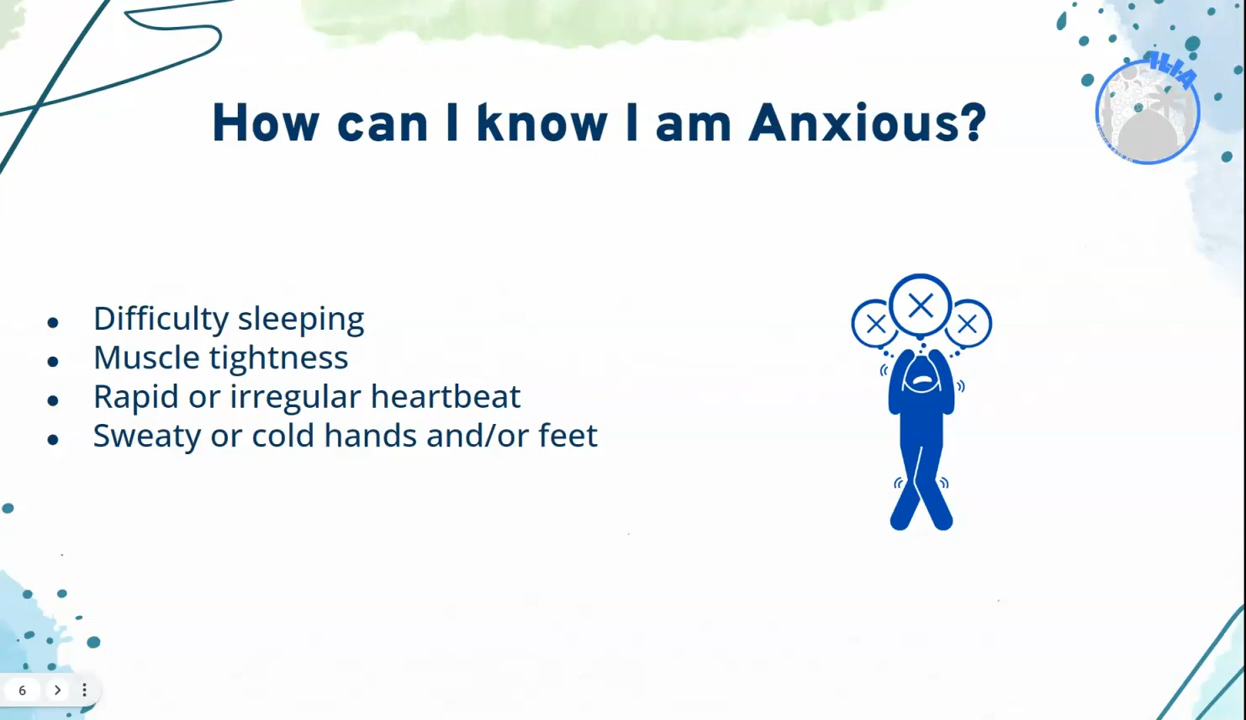 How can I know I am Anxious?
● Difficulty sleeping
● Muscle tightness
● Rapid or irregular heartbeat
● Sweaty or cold hands and/or feet
6